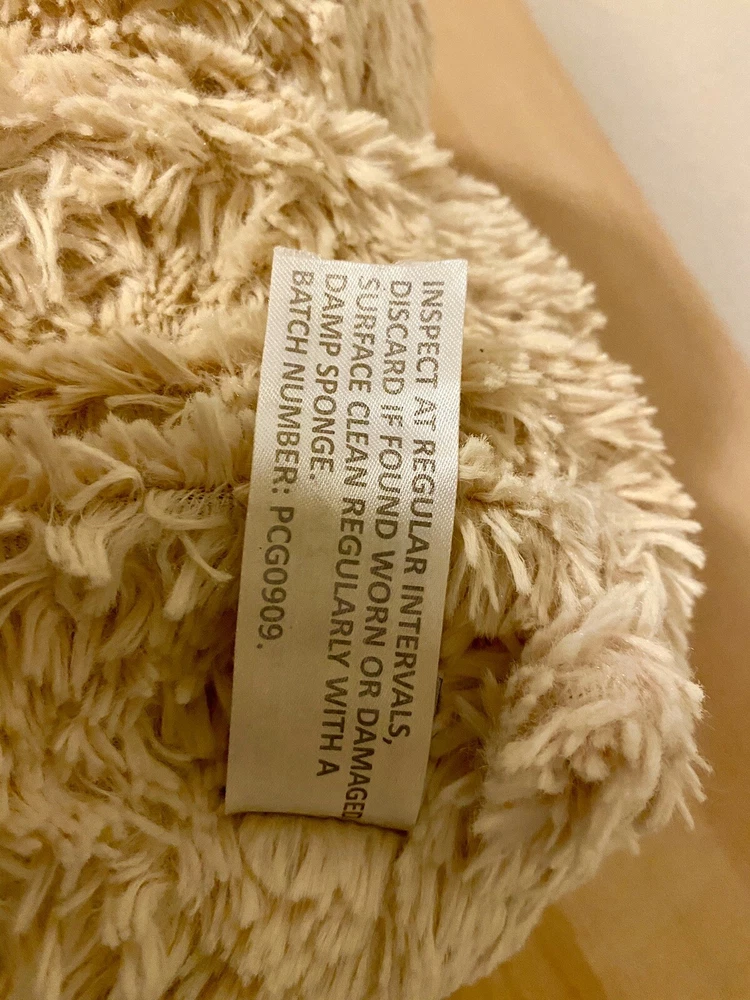 INSPECT AT REGULAR INTERVALS,
DISCARD IF FOUND WORN OR DAMAGED
SURFACE CLEAN REGULARLY WITH A
DAMP SPONGE.
BATCH NUMBER: PCG0909.